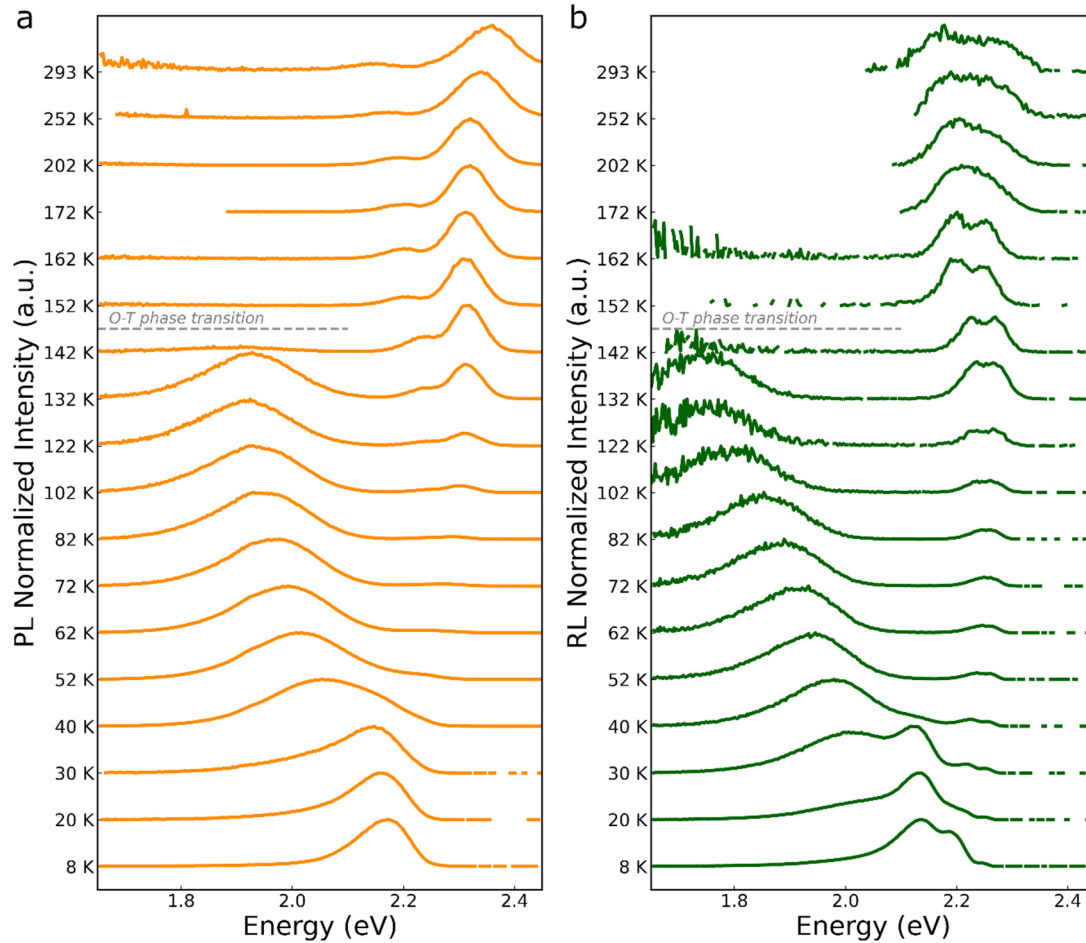 a
PL Normalized Intensity (a.u.)
293 K
252 K
202 K
172 K
162 K
152 K
O-T phase transition
142 K
132 K
122 K
102 K
82 K
72 K
62 K
52 K
40 K
30 K
20 K
8 K
1.8 2.0 2.2 2.4
Energy (eV)
b
RL Normalized Intensity (a.u.)
293 K
252 K
202 K
172 K
162 K
152 K
O-T phase transition
142 K
132 K
122 K
102 K
82 K
72 K
62 K
52 K
40 K
30 K
20 K
8 K
1.8 2.0 2.2 2.4
Energy (eV)